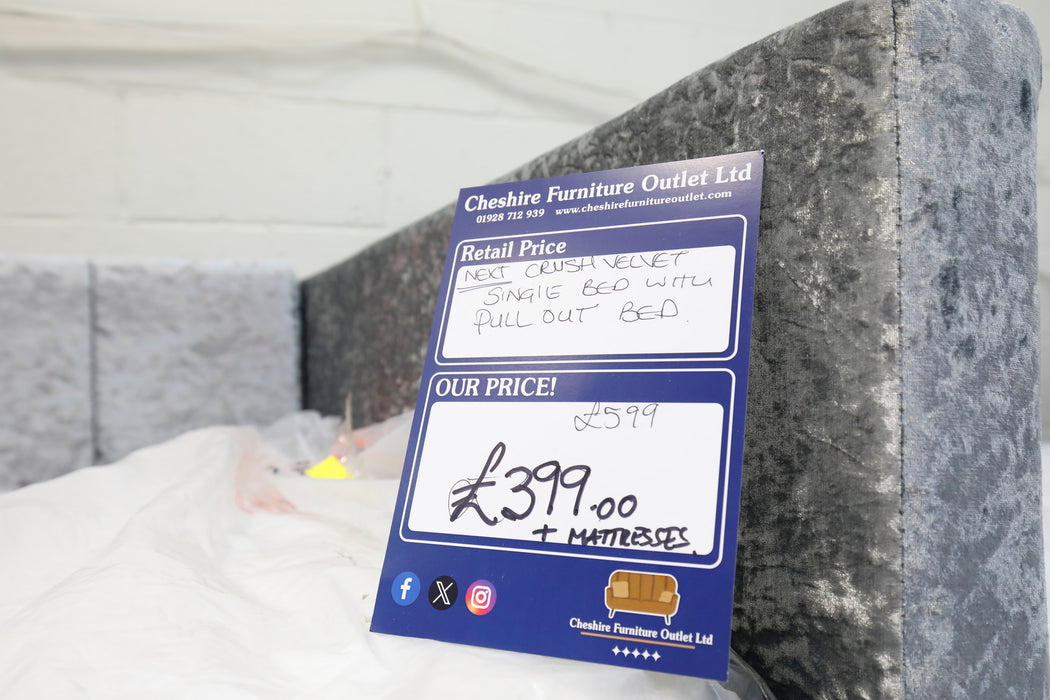 Cheshire Furniture Outlet Ltd
01928 712 939 www.cheshirefurnitureoutlet.com
Retail Price
NEXT CRUSH VELVET
SINGLE BED WITH
PULL OUT BED.
OUR PRICE!
£599
£399.00
+ MATTRESSES.
Cheshire Furniture Outlet Ltd